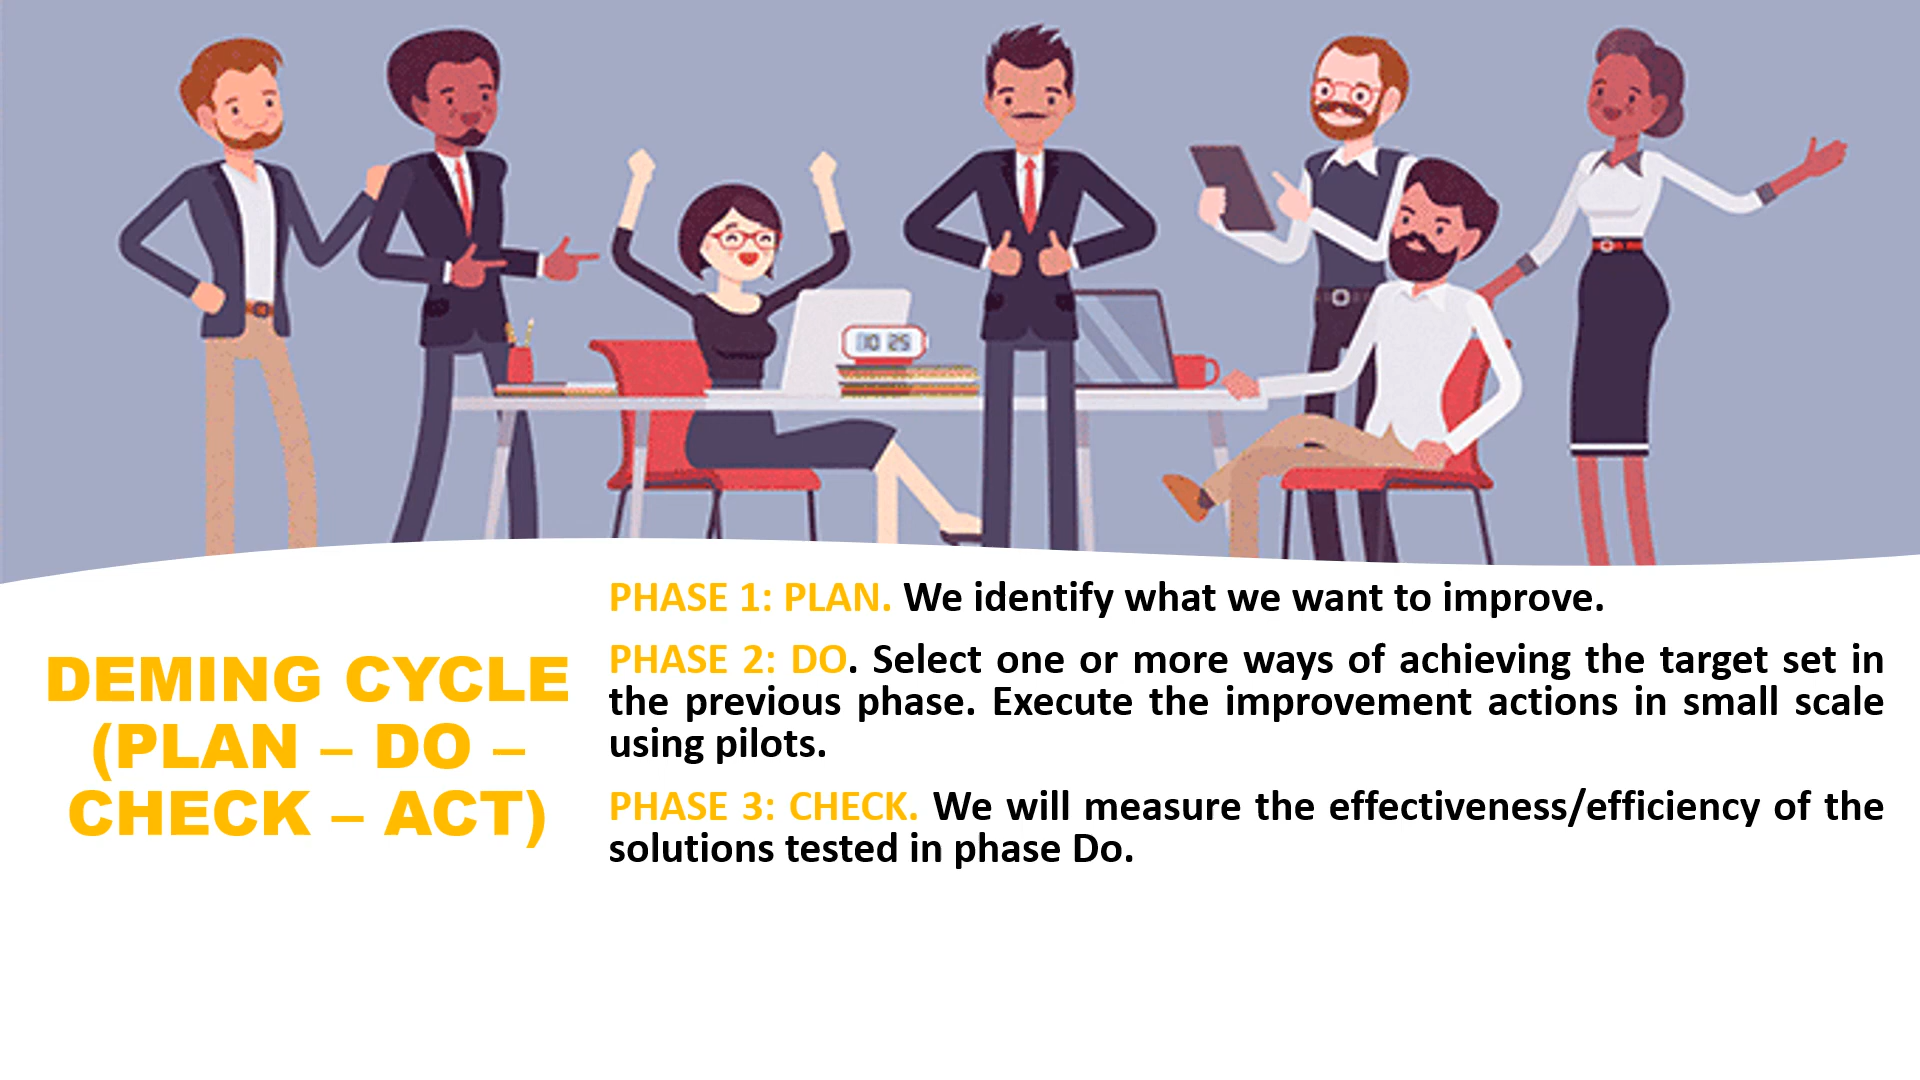 10 25
DEMING CYCLE
(PLAN – DO –
CHECK – ACT)
PHASE 1: PLAN. We identify what we want to improve.
PHASE 2: DO. Select one or more ways of achieving the target set in
the previous phase. Execute the improvement actions in small scale
using pilots.
PHASE 3: CHECK. We will measure the effectiveness/efficiency of the
solutions tested in phase Do.